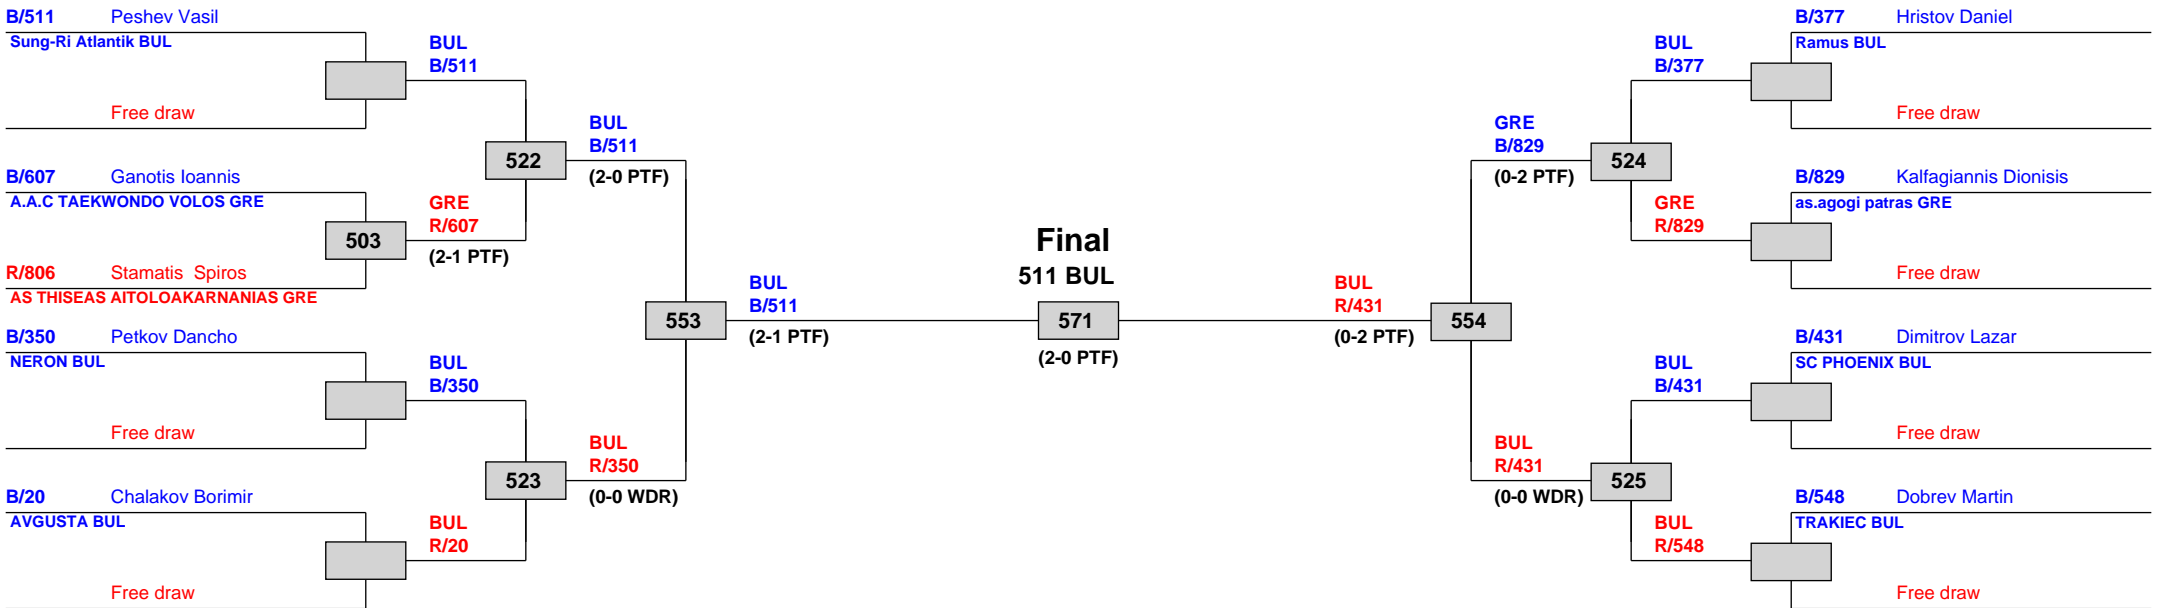 B/511 Peshev Vasil
Sung-Ri Atlantik BUL
Free draw
B/607 Ganotis Ioannis
A.A.C TAEKWONDO VOLOS GRE
503
R/806 Stamatis  Spiros
AS THISEAS AITOLOAKARNANIAS GRE
B/350 Petkov Dancho
NERON BUL
Free draw
B/20 Chalakov Borimir
AVGUSTA BUL
Free draw
BUL
B/511
GRE
R/607
(2-1 PTF)
BUL
B/350
BUL
R/20
522
523
BUL
B/511
(2-0 PTF)
BUL
R/350
(0-0 WDR)
553
BUL
B/511
(2-1 PTF)
Final
511 BUL
571
(2-0 PTF)
BUL
R/431
(0-2 PTF)
554
GRE
B/829
(0-2 PTF)
BUL
R/431
(0-0 WDR)
524
525
BUL
B/377
GRE
R/829
BUL
B/431
BUL
R/548
B/377 Hristov Daniel
Ramus BUL
Free draw
B/829 Kalfagiannis Dionisis
as.agogi patras GRE
Free draw
B/431 Dimitrov Lazar
SC PHOENIX BUL
Free draw
B/548 Dobrev Martin
TRAKIEC BUL
Free draw